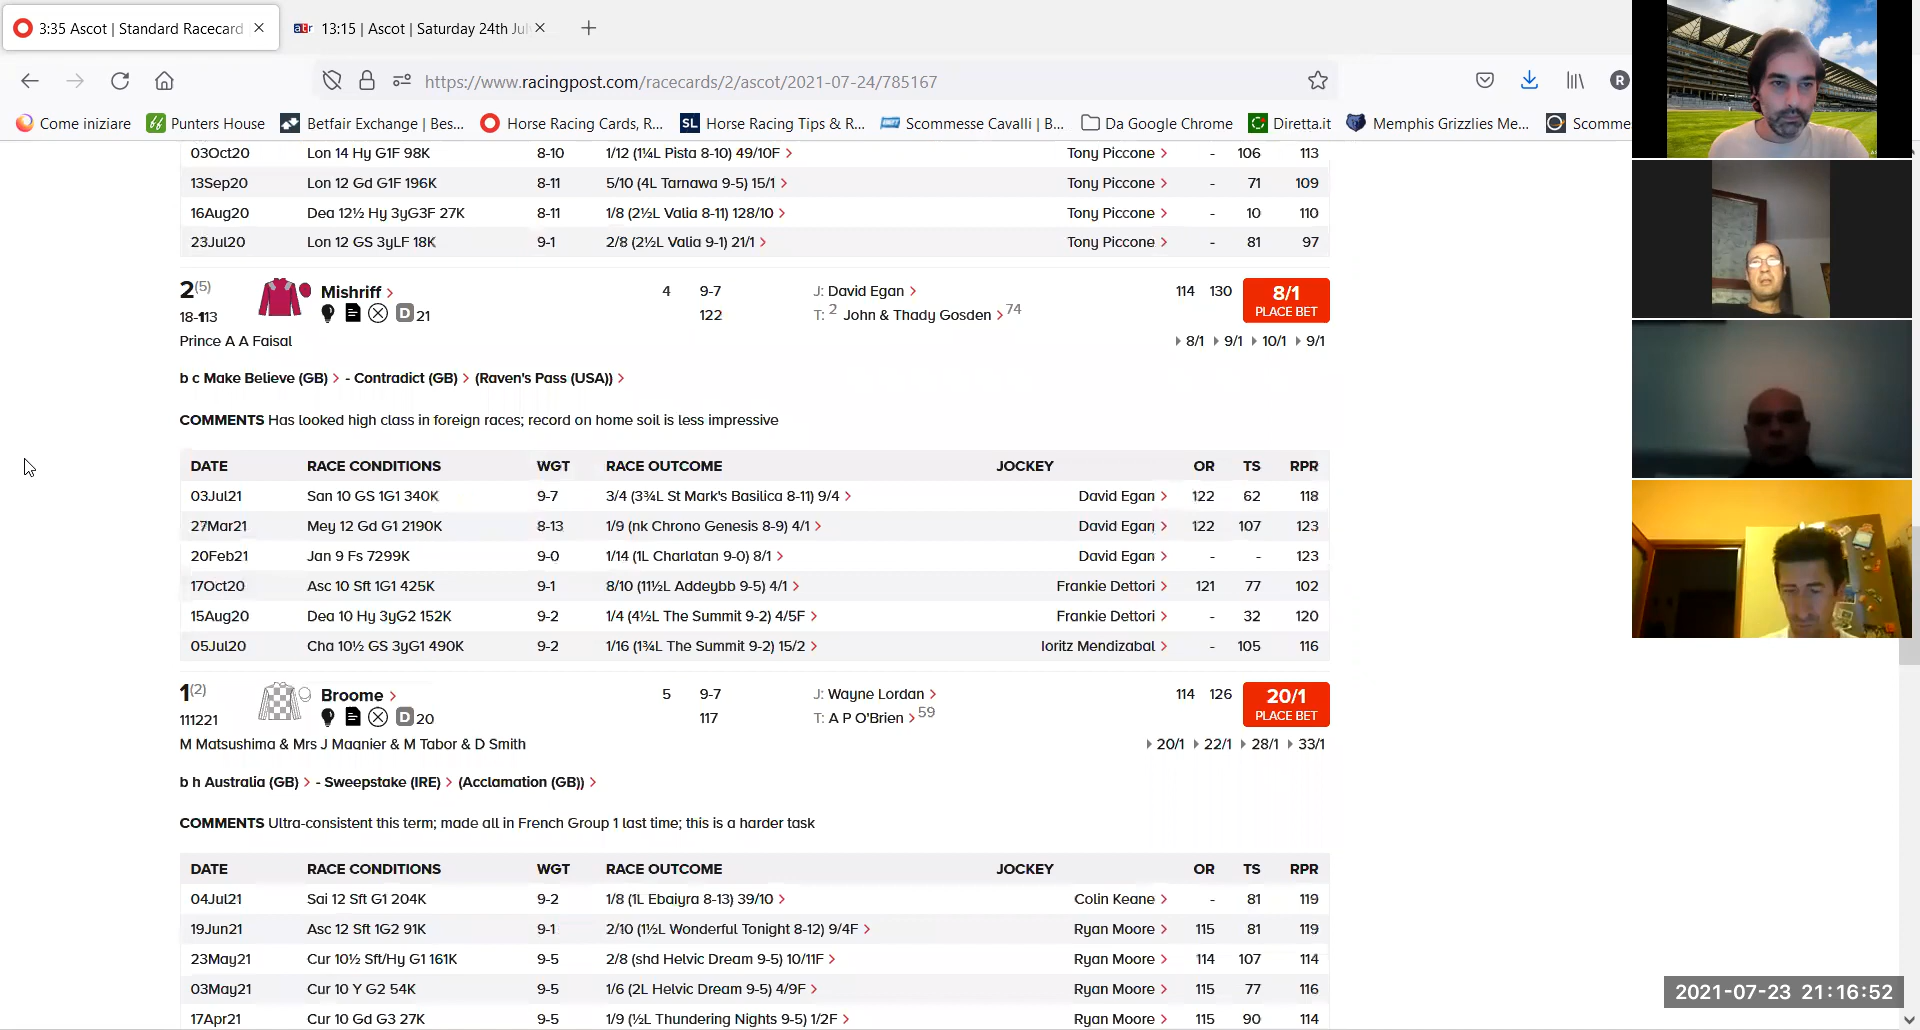 3:35 Ascot | Standard Racecard
13:15 | Ascot | Saturday 24th Jul
https://www.racingpost.com/racecards/2/ascot/2021-07-24/785167
R
Come iniziare
Punters House
Betfair Exchange | Bes...
Horse Racing Cards, R...
SL Horse Racing Tips & R...
Scommesse Cavalli | B...
Da Google Chrome
Diretta.it
Memphis Grizzlies Me...
Scomme
03Oct20 Lon 14 Hy G1F 98K 8-10 1/12 (1¼L Pista 8-10) 49/10F Tony Piccone - 106 113
13Sep20 Lon 12 Gd G1F 196K 8-11 5/10 (4L Tarnawa 9-5) 15/1 Tony Piccone - 71 109
16Aug20 Dea 12½ Hy 3yG3F 27K 8-11 1/8 (2½L Valia 8-11) 128/10 Tony Piccone - 10 110
23Jul20 Lon 12 GS 3yLF 18K 9-1 2/8 (2½L Valia 9-1) 21/1 Tony Piccone - 81 97
2(5) Mishriff 4 9-7 J: David Egan 114 130 8/1
18-113 D 21 122 T: 2 John & Thady Gosden 74 PLACE BET
Prince A A Faisal 8/1 9/1 10/1 9/1
b c Make Believe (GB) - Contradict (GB) (Raven's Pass (USA))
COMMENTS Has looked high class in foreign races; record on home soil is less impressive
DATE RACE CONDITIONS WGT RACE OUTCOME JOCKEY OR TS RPR
03Jul21 San 10 GS 1G1 340K 9-7 3/4 (3¾L St Mark's Basilica 8-11) 9/4 David Egan 122 62 118
27Mar21 Mey 12 Gd G1 2190K 8-13 1/9 (nk Chrono Genesis 8-9) 4/1 David Egan 122 107 123
20Feb21 Jan 9 Fs 7299K 9-0 1/14 (1L Charlatan 9-0) 8/1 David Egan - - 123
17Oct20 Asc 10 Sft 1G1 425K 9-1 8/10 (11½L Addeybb 9-5) 4/1 Frankie Dettori 121 77 102
15Aug20 Dea 10 Hy 3yG2 152K 9-2 1/4 (4½L The Summit 9-2) 4/5F Frankie Dettori - 32 120
05Jul20 Cha 10½ GS 3yG1 490K 9-2 1/16 (1¾L The Summit 9-2) 15/2 Ioritz Mendizabal - 105 116
1(2) Broome 5 9-7 J: Wayne Lordan 114 126 20/1
111221 D 20 117 T: A P O'Brien 59 PLACE BET
M Matsushima & Mrs J Magnier & M Tabor & D Smith 20/1 22/1 28/1 33/1
b h Australia (GB) - Sweepstake (IRE) (Acclamation (GB))
COMMENTS Ultra-consistent this term; made all in French Group 1 last time; this is a harder task
DATE RACE CONDITIONS WGT RACE OUTCOME JOCKEY OR TS RPR
04Jul21 Sai 12 Sft G1 204K 9-2 1/8 (1L Ebaiyra 8-13) 39/10 Colin Keane - 81 119
19Jun21 Asc 12 Sft 1G2 91K 9-1 2/10 (1½L Wonderful Tonight 8-12) 9/4F Ryan Moore 115 81 119
23May21 Cur 10½ Sft/Hy G1 161K 9-5 2/8 (shd Helvic Dream 9-5) 10/11F Ryan Moore 114 107 114
03May21 Cur 10 Y G2 54K 9-5 1/6 (2L Helvic Dream 9-5) 4/9F Ryan Moore 115 77 116
17Apr21 Cur 10 Gd G3 27K 9-5 1/9 (½L Thundering Nights 9-5) 1/2F Ryan Moore 115 90 114
2021-07-23 21:16:52